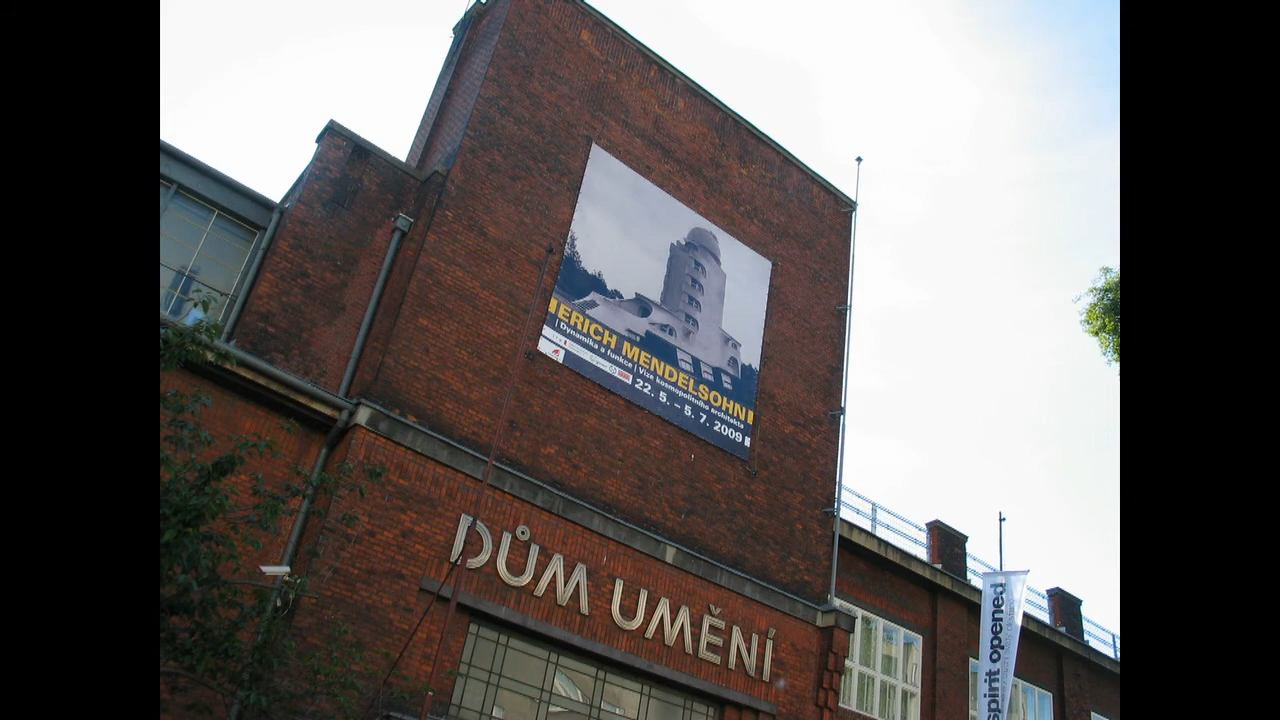 ERICH MENDELSOHN
| Dynamika a funkce | Vize kosmopolitního architekta
22. 5. – 5. 7. 2009
DŮM UMĚNÍ
spirit opened